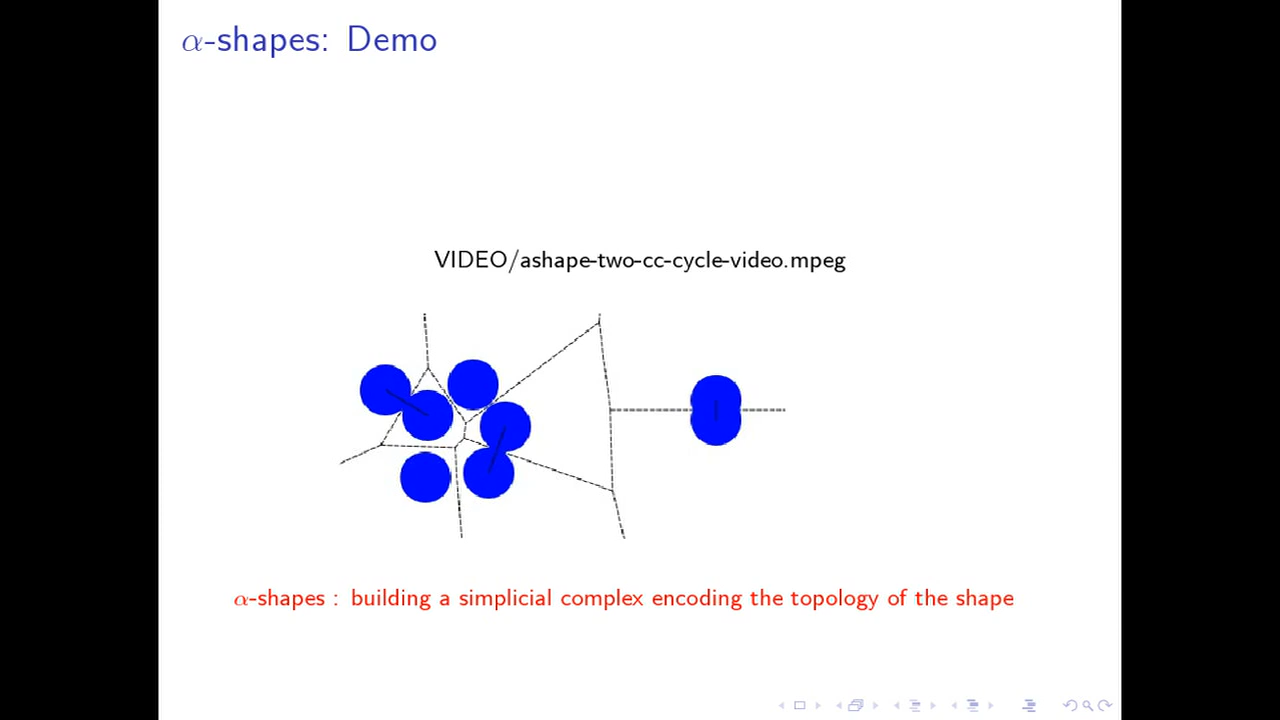 α-shapes: Demo
VIDEO/ashape-two-cc-cycle-video.mpeg
α-shapes : building a simplicial complex encoding the topology of the shape